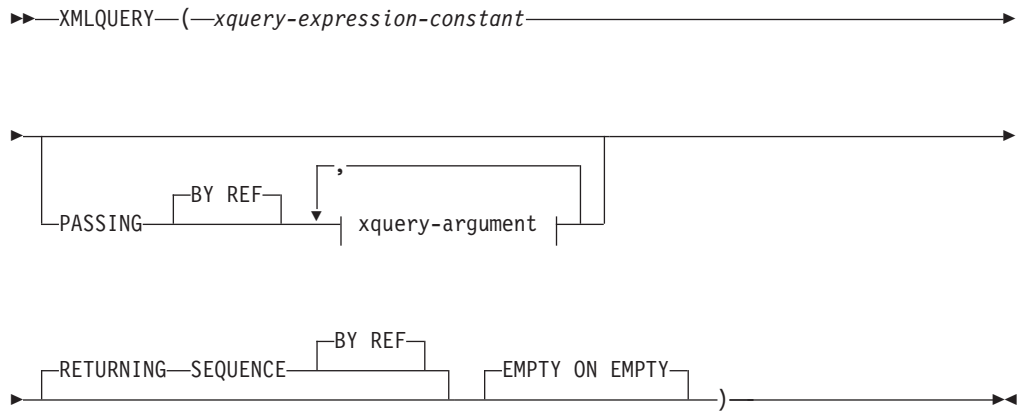 XMLQUERY ( xquery-expression-constant
,
BY REF
PASSING xquery-argument
BY REF
RETURNING SEQUENCE EMPTY ON EMPTY )